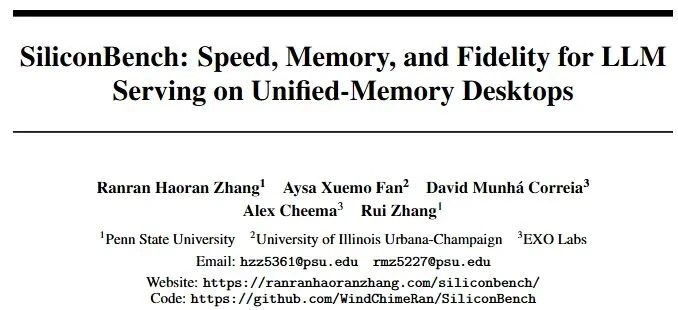 SiliconBench: Speed, Memory, and Fidelity for LLM
Serving on Unified-Memory Desktops
Ranran Haoran Zhang¹ Aysa Xuemo Fan² David Munhá Correia³
Alex Cheema³ Rui Zhang¹
¹Penn State University ²University of Illinois Urbana-Champaign ³EXO Labs
Email: hzz5361@psu.edu rmz5227@psu.edu
Website: https://ranranhaoranzhang.com/siliconbench/
Code: https://github.com/WindChimeRan/SiliconBench